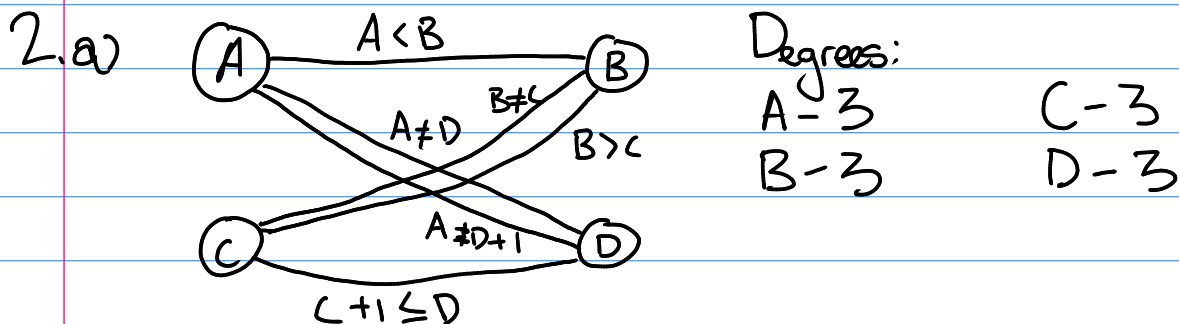 2.a)
A
A < B
B
B ≠ C
A ≠ D
B > C
C
A ≠ D+1
D
C +1 ≤ D
Degrees:
A - 3
C - 3
B - 3
D - 3